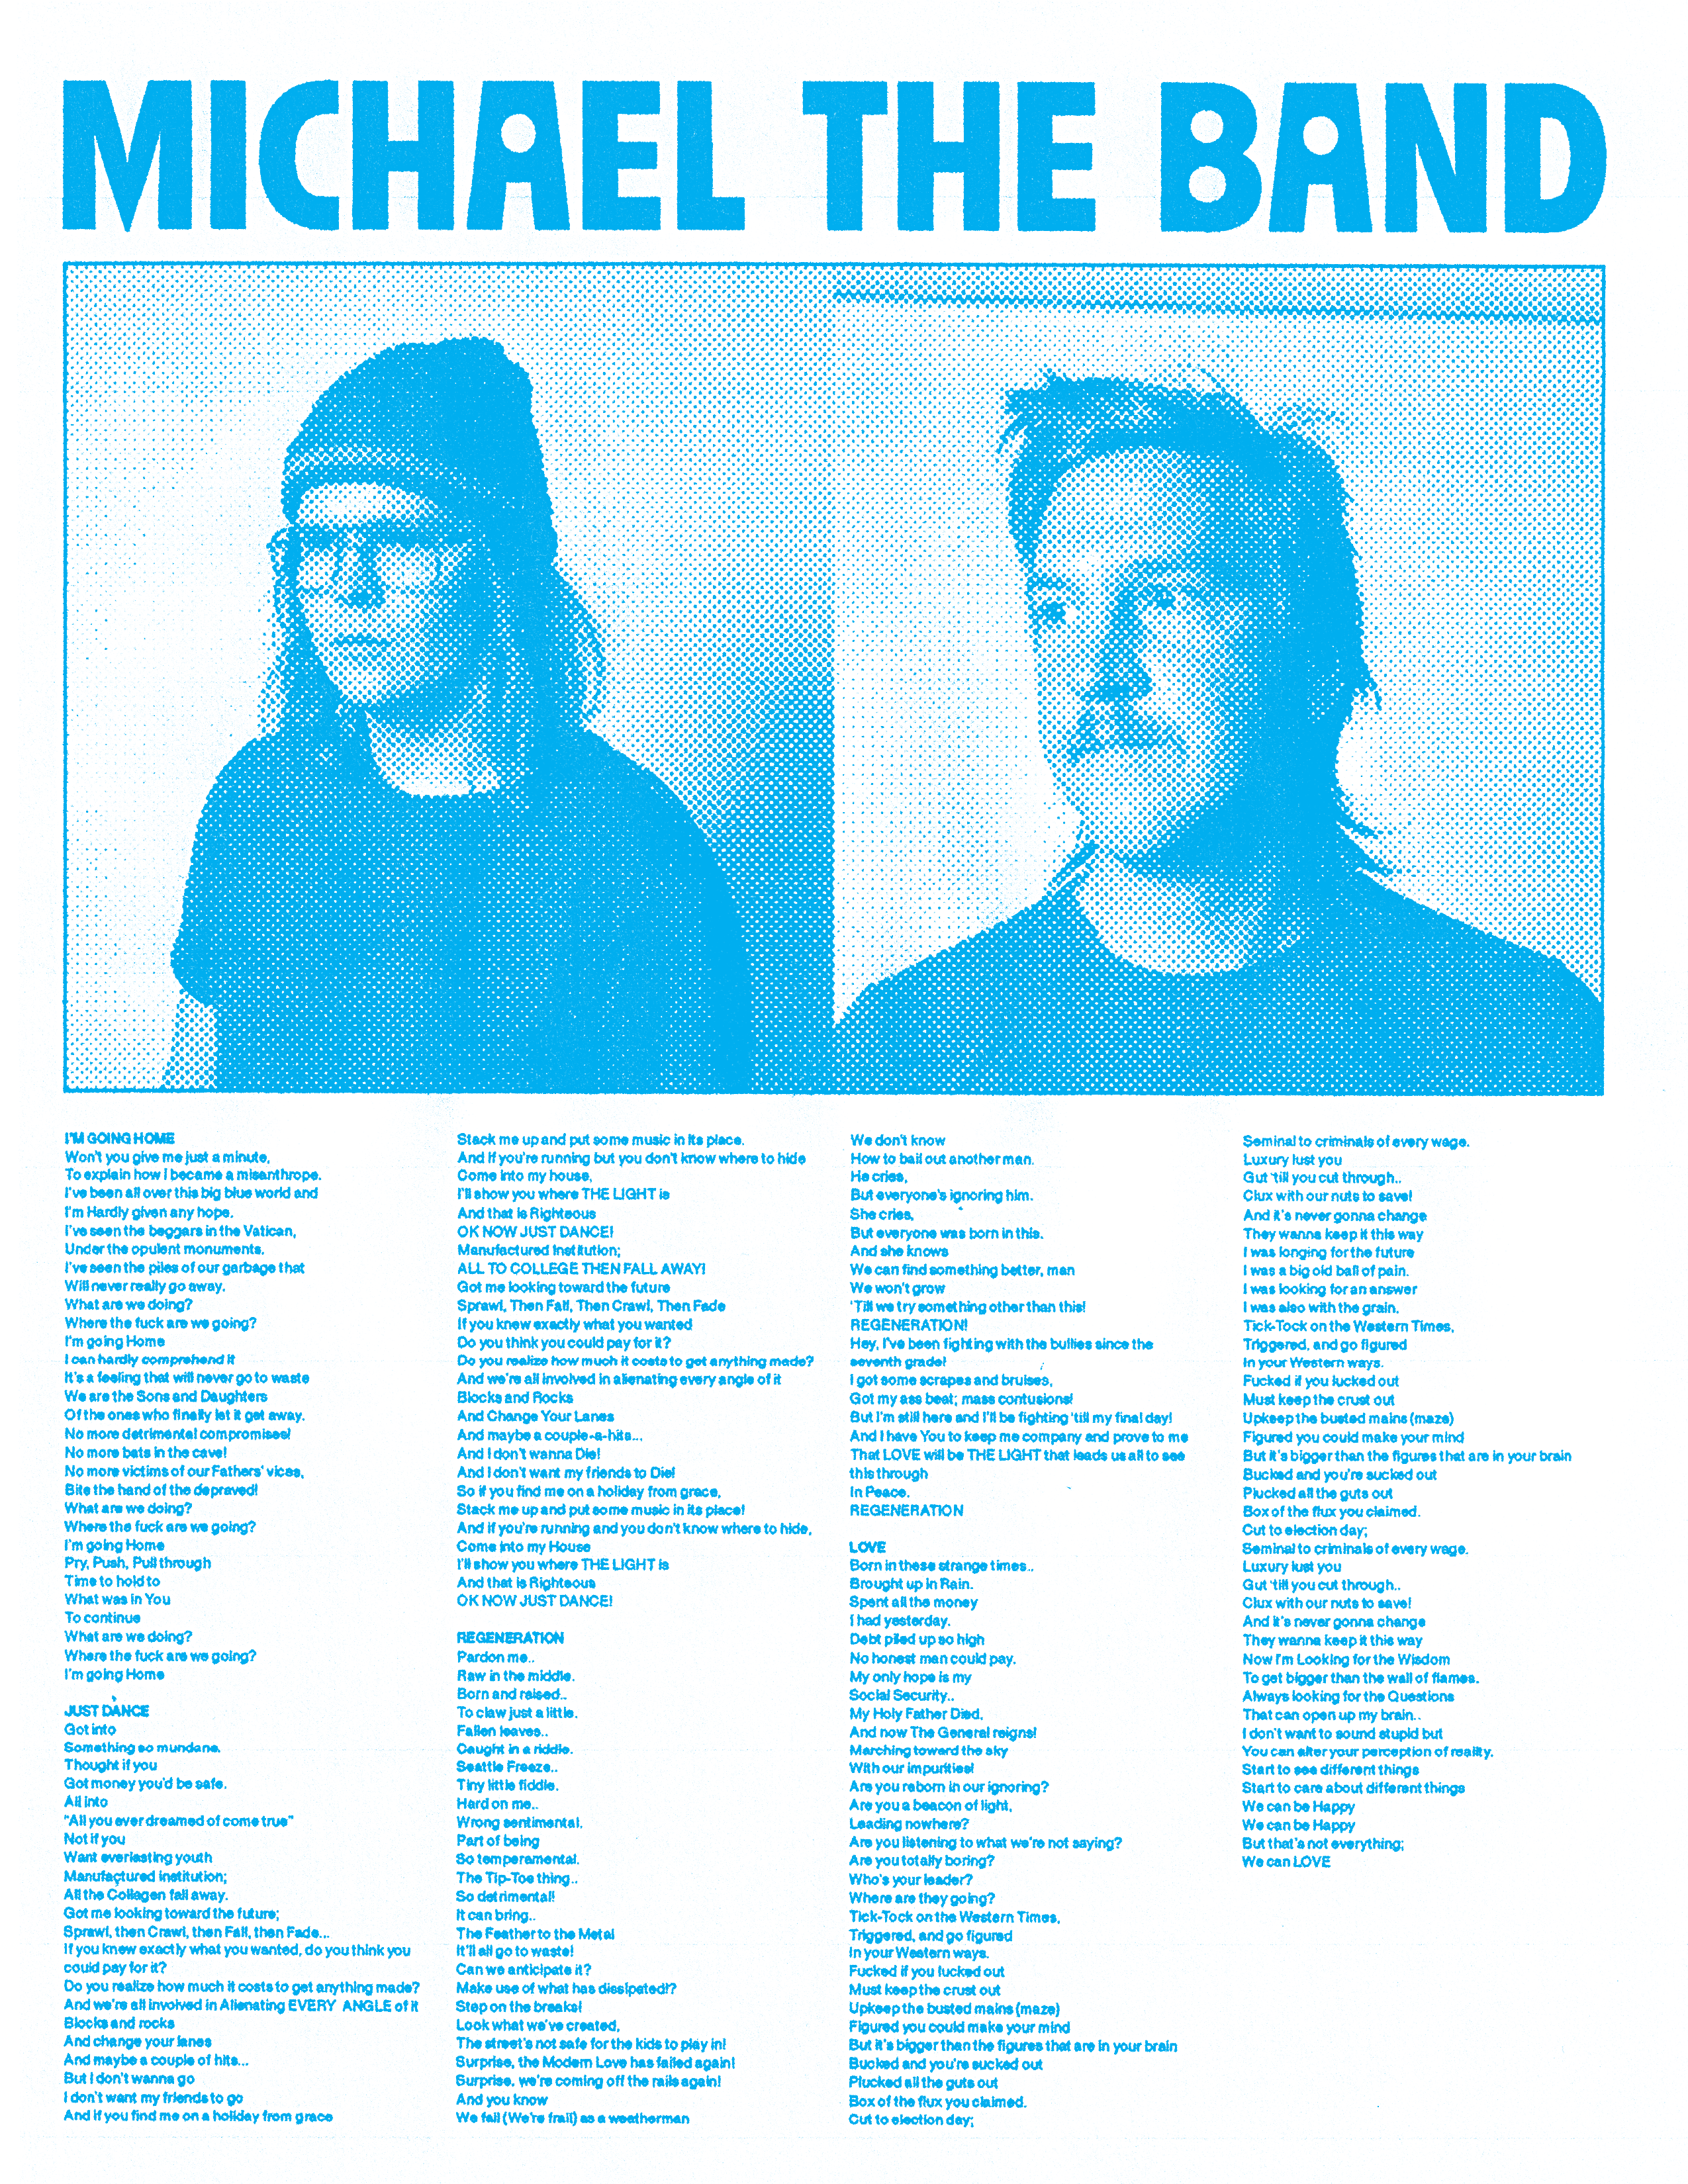 MICHAEL THE BAND
I'M GOING HOME
Won't you give me just a minute,
To explain how I became a misanthrope.
I've been all over this big blue world and
I'm Hardly given any hope.
I've seen the beggars in the Vatican,
Under the opulent monuments.
I've seen the piles of our garbage that
Will never really go away.
What are we doing?
Where the fuck are we going?
I'm going Home
I can hardly comprehend it
It's a feeling that will never go to waste
We are the Sons and Daughters
Of the ones who finally let it get away.
No more detrimental compromises!
No more bats in the cave!
No more victims of our Fathers' vices,
Bite the hand of the depraved!
What are we doing?
Where the fuck are we going?
I'm going Home
Pry, Push, Pull through
Time to hold to
What was in You
To continue
What are we doing?
Where the fuck are we going?
I'm going Home
JUST DANCE
Got into
Something so mundane.
Thought if you
Got money you'd be safe.
All into
"All you ever dreamed of come true"
Not if you
Want everlasting youth
Manufactured institution;
All the Collagen fall away.
Got me looking toward the future;
Sprawl, then Crawl, then Fall, then Fade...
If you knew exactly what you wanted, do you think you
could pay for it?
Do you realize how much it costs to get anything made?
And we're all involved in Alienating EVERY ANGLE of it
Blocks and rocks
And change your lanes
And maybe a couple of hits...
But I don't wanna go
I don't want my friends to go
And if you find me on a holiday from grace
Stack me up and put some music in its place.
And if you're running but you don't know where to hide
Come into my house,
I'll show you where THE LIGHT is
And that is Righteous
OK NOW JUST DANCE!
Manufactured Institution;
ALL TO COLLEGE THEN FALL AWAY!
Got me looking toward the future
Sprawl, Then Fall, Then Crawl, Then Fade
If you knew exactly what you wanted
Do you think you could pay for it?
Do you realize how much it costs to get anything made?
And we're all involved in alienating every angle of it
Blocks and Rocks
And Change Your Lanes
And maybe a couple-a-hits...
And I don't wanna Die!
And I don't want my friends to Die!
So if you find me on a holiday from grace,
Stack me up and put some music in its place!
And if you're running and you don't know where to hide,
Come into my House
I'll show you where THE LIGHT is
And that is Righteous
OK NOW JUST DANCE!
REGENERATION
Pardon me..
Raw in the middle.
Born and raised..
To claw just a little.
Fallen leaves..
Caught in a riddle.
Seattle Freeze..
Tiny little fiddle.
Hard on me..
Wrong sentimental.
Part of being
So temperamental.
The Tip-Toe thing..
So detrimental!
It can bring..
The Feather to the Metal
It'll all go to waste!
Can we anticipate it?
Make use of what has dissipated!?
Step on the breaks!
Look what we've created,
The street's not safe for the kids to play in!
Surprise, the Modern Love has failed again!
Surprise, we're coming off the rails again!
And you know
We fail (We're frail) as a weatherman
We don't know
How to bail out another man.
He cries,
But everyone's ignoring him.
She cries,
But everyone was born in this.
And she knows
We can find something better, man
We won't grow
'Till we try something other than this!
REGENERATION!
Hey, I've been fighting with the bullies since the
seventh grade!
I got some scrapes and bruises,
Got my ass beat; mass contusions!
But I'm still here and I'll be fighting 'till my final day!
And I have You to keep me company and prove to me
That LOVE will be THE LIGHT that leads us all to see
this through
In Peace.
REGENERATION
LOVE
Born in these strange times..
Brought up in Rain.
Spent all the money
I had yesterday.
Debt piled up so high
No honest man could pay.
My only hope is my
Social Security..
My Holy Father Died.
And now The General reigns!
Marching toward the sky
With our impurities!
Are you reborn in our ignoring?
Are you a beacon of light,
Leading nowhere?
Are you listening to what we're not saying?
Are you totally boring?
Who's your leader?
Where are they going?
Tick-Tock on the Western Times,
Triggered, and go figured
In your Western ways.
Fucked if you lucked out
Must keep the crust out
Upkeep the busted mains (maze)
Figured you could make your mind
But it's bigger than the figures that are in your brain
Bucked and you're sucked out
Plucked all the guts out
Box of the flux you claimed.
Cut to election day;
Seminal to criminals of every wage.
Luxury lust you
Gut 'till you cut through..
Clux with our nuts to save!
And it's never gonna change
They wanna keep it this way
I was longing for the future
I was a big old ball of pain.
I was looking for an answer
I was also with the grain.
Tick-Tock on the Western Times,
Triggered, and go figured
In your Western ways.
Fucked if you lucked out
Must keep the crust out
Upkeep the busted mains (maze)
Figured you could make your mind
But it's bigger than the figures that are in your brain
Bucked and you're sucked out
Plucked all the guts out
Box of the flux you claimed.
Cut to election day;
Seminal to criminals of every wage.
Luxury lust you
Gut 'till you cut through..
Clux with our nuts to save!
And it's never gonna change
They wanna keep it this way
Now I'm Looking for the Wisdom
To get bigger than the wall of flames.
Always looking for the Questions
That can open up my brain..
I don't want to sound stupid but
You can alter your perception of reality.
Start to see different things
Start to care about different things
We can be Happy
We can be Happy
But that's not everything;
We can LOVE